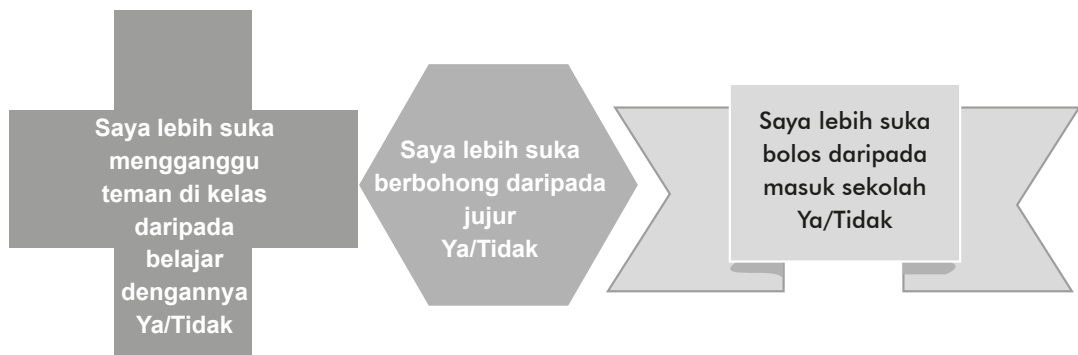 Saya lebih suka
mengganggu
teman di kelas
daripada
belajar
dengannya
Ya/Tidak
Saya lebih suka
berbohong daripada
jujur
Ya/Tidak
Saya lebih suka
bolos daripada
masuk sekolah
Ya/Tidak